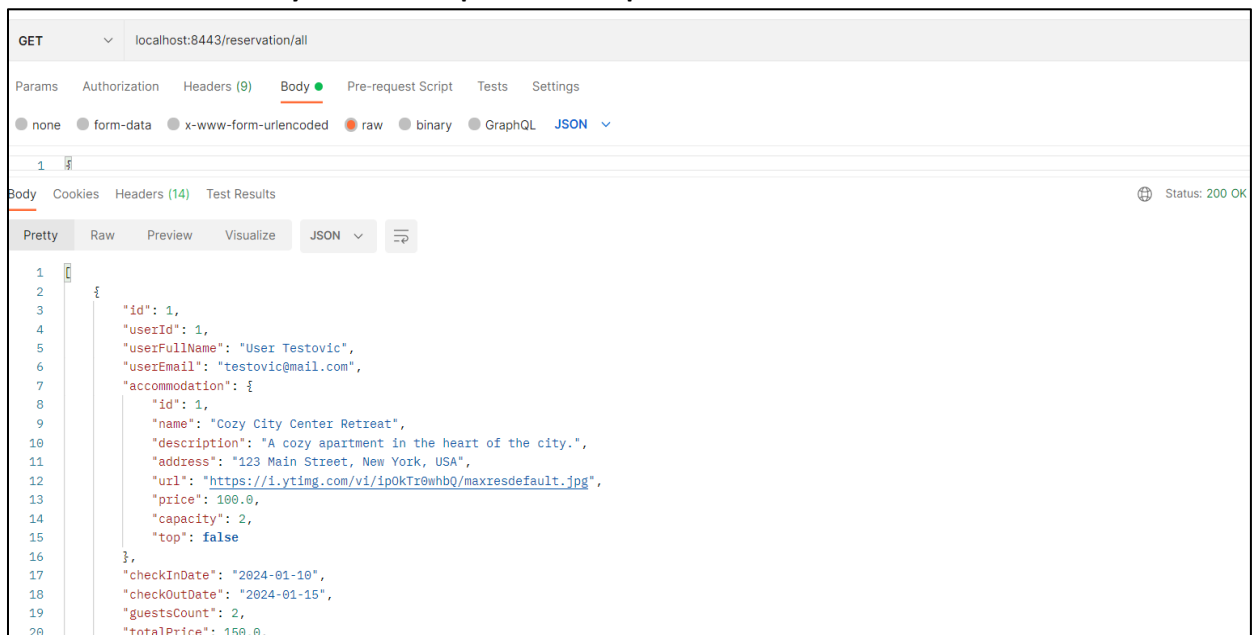 GET localhost:8443/reservation/all
Params Authorization Headers (9) Body Pre-request Script Tests Settings
none form-data x-www-form-urlencoded raw binary GraphQL JSON
1 {
Body Cookies Headers (14) Test Results Status: 200 OK
Pretty Raw Preview Visualize JSON
1 [
2 {
3 "id": 1,
4 "userId": 1,
5 "userFullName": "User Testovic",
6 "userEmail": "testovic@mail.com",
7 "accommodation": {
8 "id": 1,
9 "name": "Cozy City Center Retreat",
10 "description": "A cozy apartment in the heart of the city.",
11 "address": "123 Main Street, New York, USA",
12 "url": "https://i.ytimg.com/vi/ipOkTr0whbQ/maxresdefault.jpg",
13 "price": 100.0,
14 "capacity": 2,
15 "top": false
16 },
17 "checkInDate": "2024-01-10",
18 "checkOutDate": "2024-01-15",
19 "guestsCount": 2,
20 "totalPrice": 150.0,